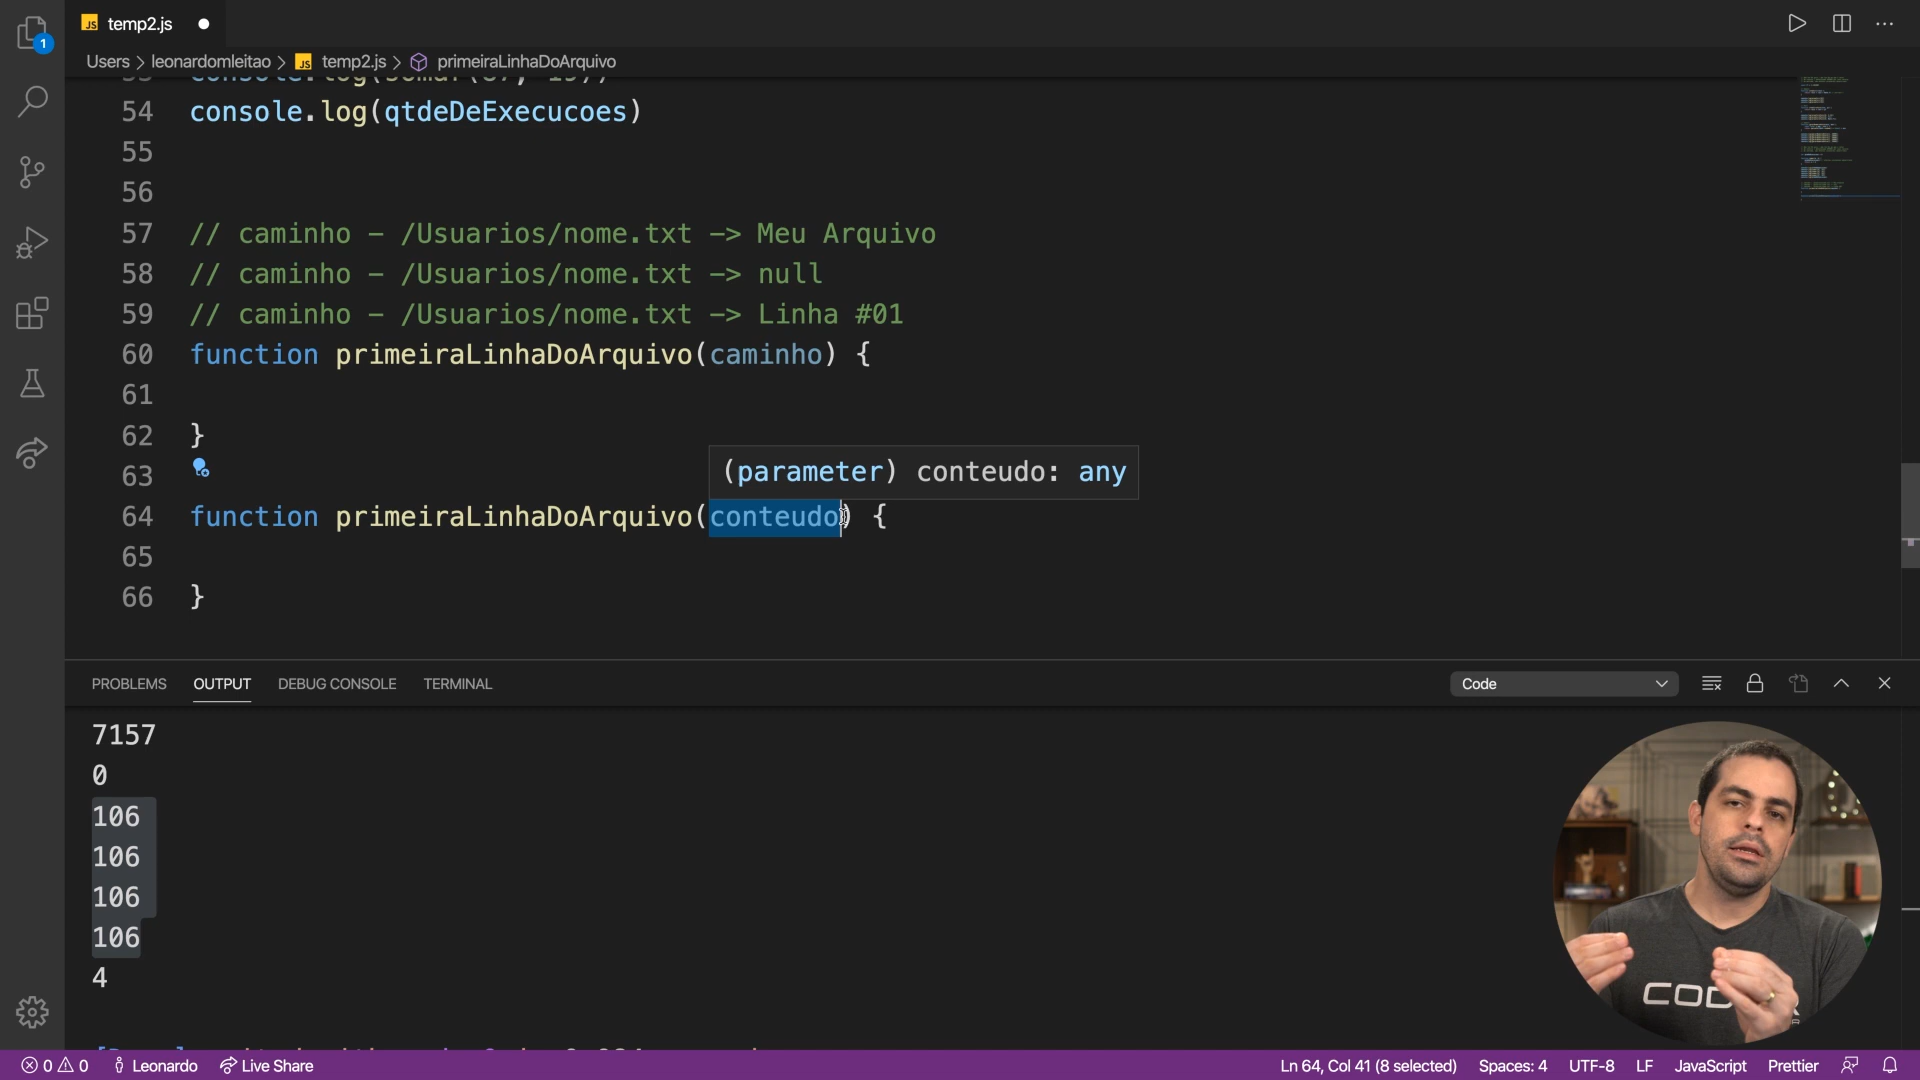 1
JS temp2.js
Users > leonardomleitao > JS temp2.js > primeiraLinhaDoArquivo
54 console.log(qtdeDeExecucoes)
55
56
57 // caminho - /Usuarios/nome.txt -> Meu Arquivo
58 // caminho - /Usuarios/nome.txt -> null
59 // caminho - /Usuarios/nome.txt -> Linha #01
60 function primeiraLinhaDoArquivo(caminho) {
61
62 }
63
(parameter) conteudo: any
64 function primeiraLinhaDoArquivo(conteudo) {
65
66 }
PROBLEMS OUTPUT DEBUG CONSOLE TERMINAL Code
7157
0
106
106
106
106
4
0 0 Leonardo Live Share Ln 64, Col 41 (8 selected) Spaces: 4 UTF-8 LF JavaScript Prettier